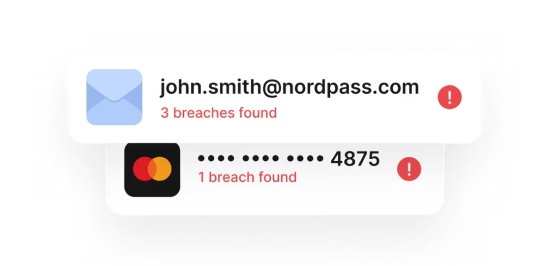 john.smith@nordpass.com
3 breaches found
•••• •••• •••• 4875
1 breach found